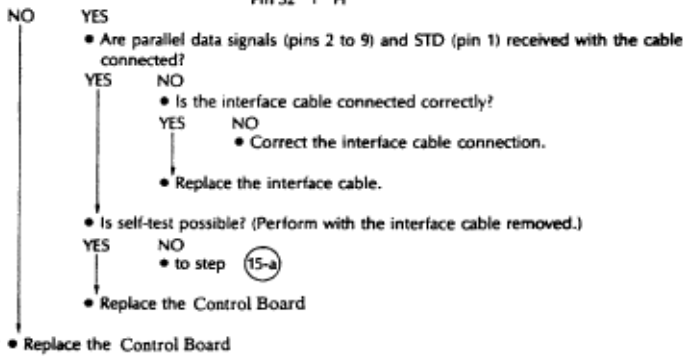 NO YES
• Are parallel data signals (pins 2 to 9) and STD (pin 1) received with the cable
connected?
YES NO
• Is the interface cable connected correctly?
YES NO
• Correct the interface cable connection.
• Replace the interface cable.
• Is self-test possible? (Perform with the interface cable removed.)
YES NO
• to step 15-a
• Replace the Control Board
• Replace the Control Board